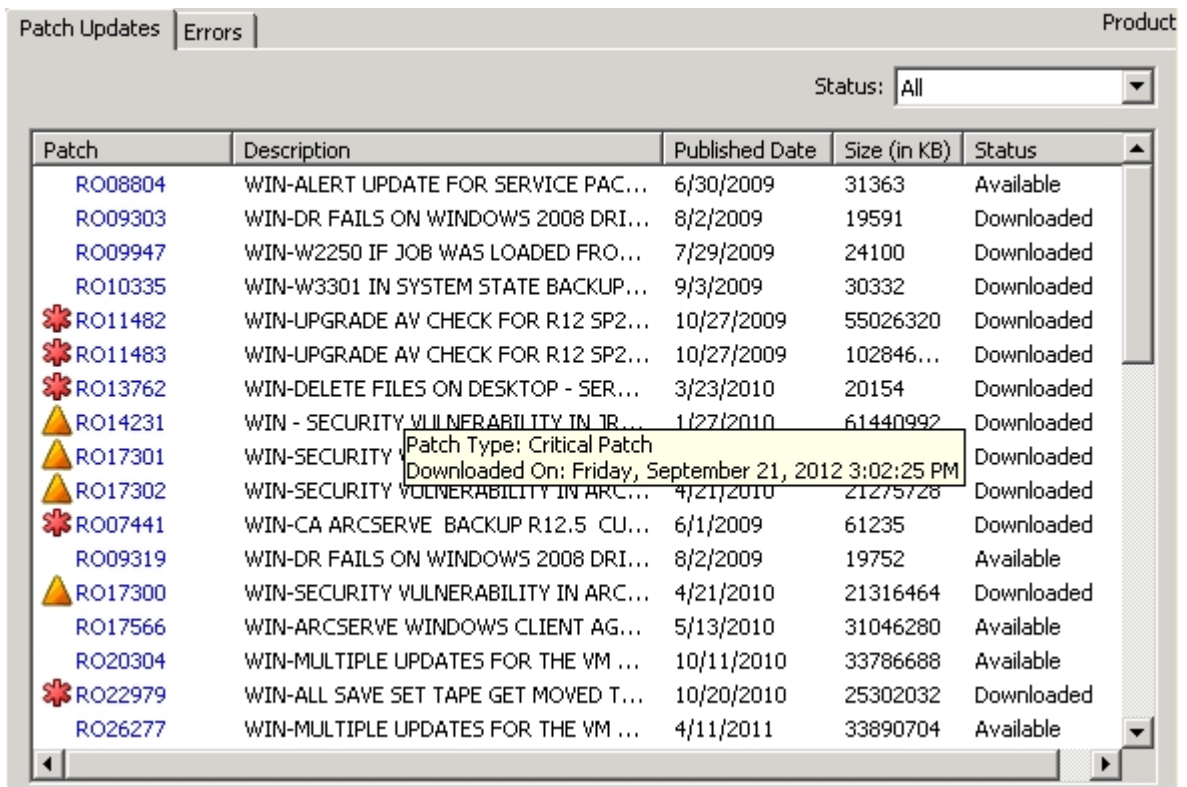 Patch Updates Errors Product
Status: All
Patch Description Published Date Size (in KB) Status
RO08804 WIN-ALERT UPDATE FOR SERVICE PAC... 6/30/2009 31363 Available
RO09303 WIN-DR FAILS ON WINDOWS 2008 DRI... 8/2/2009 19591 Downloaded
RO09947 WIN-W2250 IF JOB WAS LOADED FRO... 7/29/2009 24100 Downloaded
RO10335 WIN-W3301 IN SYSTEM STATE BACKUP... 9/3/2009 30332 Downloaded
RO11482 WIN-UPGRADE AV CHECK FOR R12 SP2... 10/27/2009 55026320 Downloaded
RO11483 WIN-UPGRADE AV CHECK FOR R12 SP2... 10/27/2009 102846... Downloaded
RO13762 WIN-DELETE FILES ON DESKTOP - SER... 3/23/2010 20154 Downloaded
RO14231 WIN - SECURITY VULNERABILITY IN JR... 1/27/2010 61440992 Downloaded
Patch Type: Critical Patch
RO17301 WIN-SECURITY Downloaded
Downloaded On: Friday, September 21, 2012 3:02:25 PM
RO17302 WIN-SECURITY VULNERABILITY IN ARC... 4/21/2010 21275728 Downloaded
RO07441 WIN-CA ARCSERVE BACKUP R12.5 CU... 6/1/2009 61235 Downloaded
RO09319 WIN-DR FAILS ON WINDOWS 2008 DRI... 8/2/2009 19752 Available
RO17300 WIN-SECURITY VULNERABILITY IN ARC... 4/21/2010 21316464 Downloaded
RO17566 WIN-ARCSERVE WINDOWS CLIENT AG... 5/13/2010 31046280 Available
RO20304 WIN-MULTIPLE UPDATES FOR THE VM ... 10/11/2010 33786688 Available
RO22979 WIN-ALL SAVE SET TAPE GET MOVED T... 10/20/2010 25302032 Downloaded
RO26277 WIN-MULTIPLE UPDATES FOR THE VM ... 4/11/2011 33890704 Available